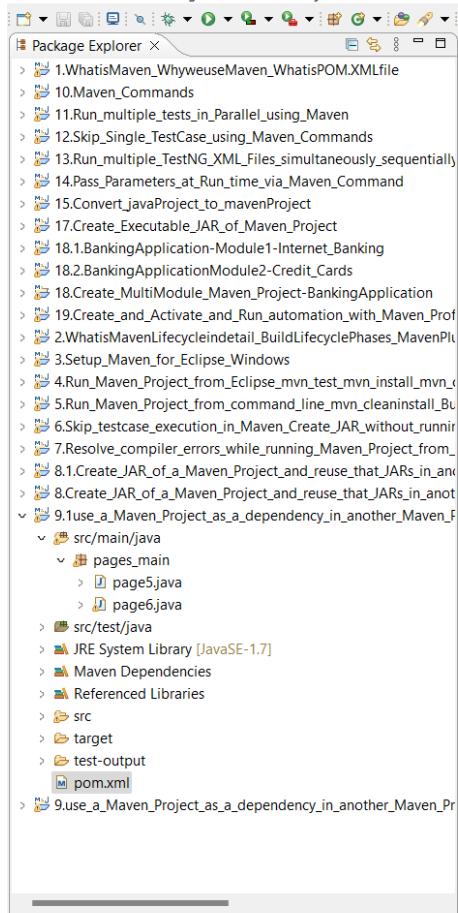 Package Explorer
1.WhatisMaven_WhyweuseMaven_WhatisPOM.XMLfile
10.Maven_Commands
11.Run_multiple_tests_in_Parallel_using_Maven
12.Skip_Single_TestCase_using_Maven_Commands
13.Run_multiple_TestNG_XML_Files_simultaneously_sequentially
14.Pass_Parameters_at_Run_time_via_Maven_Command
15.Convert_javaProject_to_mavenProject
17.Create_Executable_JAR_of_Maven_Project
18.1.BankingApplication-Module1-Internet_Banking
18.2.BankingApplicationModule2-Credit_Cards
18.Create_MultiModule_Maven_Project-BankingApplication
19.Create_and_Activate_and_Run_automation_with_Maven_Prof
2.WhatisMavenLifecycleindetail_BuildLifecyclePhases_MavenPlu
3.Setup_Maven_for_Eclipse_Windows
4.Run_Maven_Project_from_Eclipse_mvn_test_mvn_install_mvn_c
5.Run_Maven_Project_from_command_line_mvn_cleaninstall_Bu
6.Skip_testcase_execution_in_Maven_Create_JAR_without_runnin
7.Resolve_compiler_errors_while_running_Maven_Project_from_
8.1.Create_JAR_of_a_Maven_Project_and_reuse_that_JARs_in_ano
8.Create_JAR_of_a_Maven_Project_and_reuse_that_JARs_in_anot
9.1use_a_Maven_Project_as_a_dependency_in_another_Maven_P
src/main/java
pages_main
page5.java
page6.java
src/test/java
JRE System Library [JavaSE-1.7]
Maven Dependencies
Referenced Libraries
src
target
test-output
pom.xml
9.use_a_Maven_Project_as_a_dependency_in_another_Maven_Pr